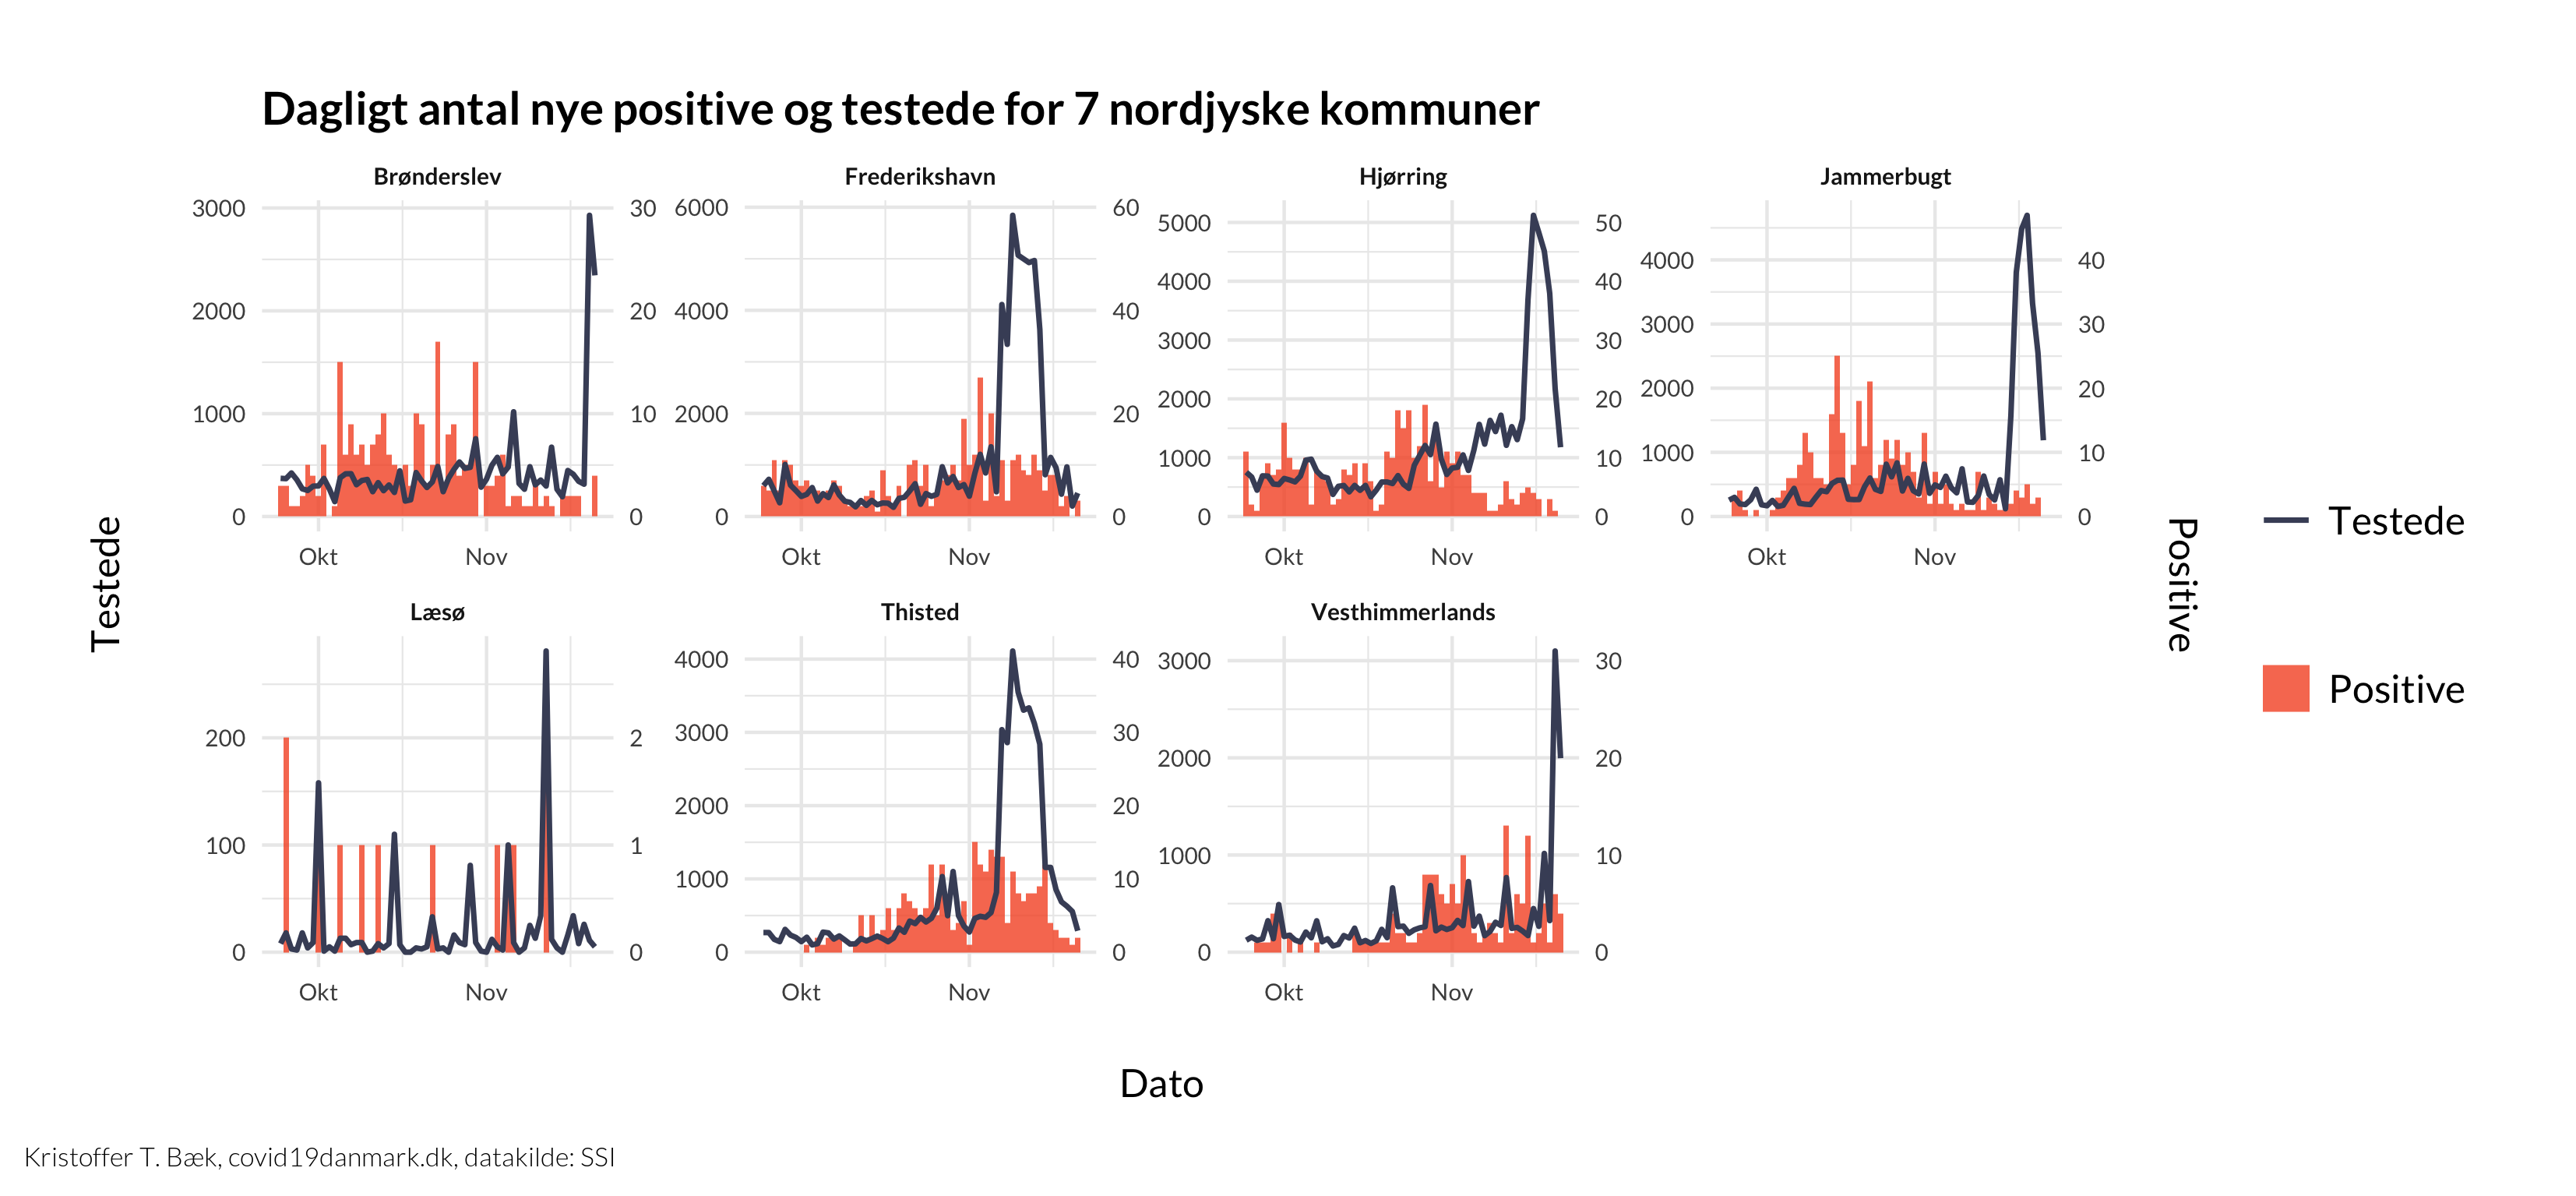 Dagligt antal nye positive og testede for 7 nordjyske kommuner
Brønderslev
Frederikshavn
Hjørring
Jammerbugt
3000
2000
1000
0
30
20
10
0
Okt
Nov
6000
4000
2000
0
60
40
20
0
Okt
Nov
5000
4000
3000
2000
1000
0
50
40
30
20
10
0
Okt
Nov
4000
3000
2000
1000
0
40
30
20
10
0
Okt
Nov
Læsø
Thisted
Vesthimmerlands
200
100
0
2
1
0
Okt
Nov
4000
3000
2000
1000
0
40
30
20
10
0
Okt
Nov
3000
2000
1000
0
30
20
10
0
Okt
Nov
Testede
Positive
Testede
Positive
Dato
Kristoffer T. Bæk, covid19danmark.dk, datakilde: SSI